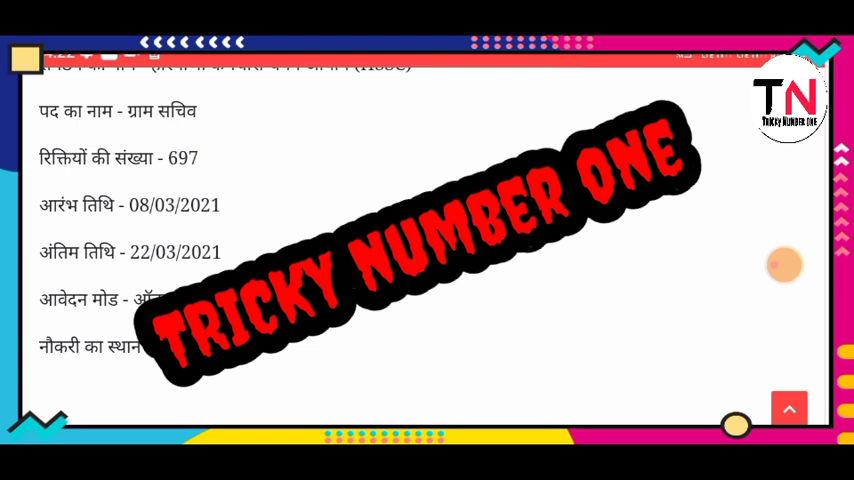 (HSSC)
पद का नाम - ग्राम सचिव
रिक्तियों की संख्या - 697
आरंभ तिथि - 08/03/2021
अंतिम तिथि - 22/03/2021
आवेदन मोड -
नौकरी का स्थान
TRICKY NUMBER ONE
TN
TRICKY NUMBER ONE